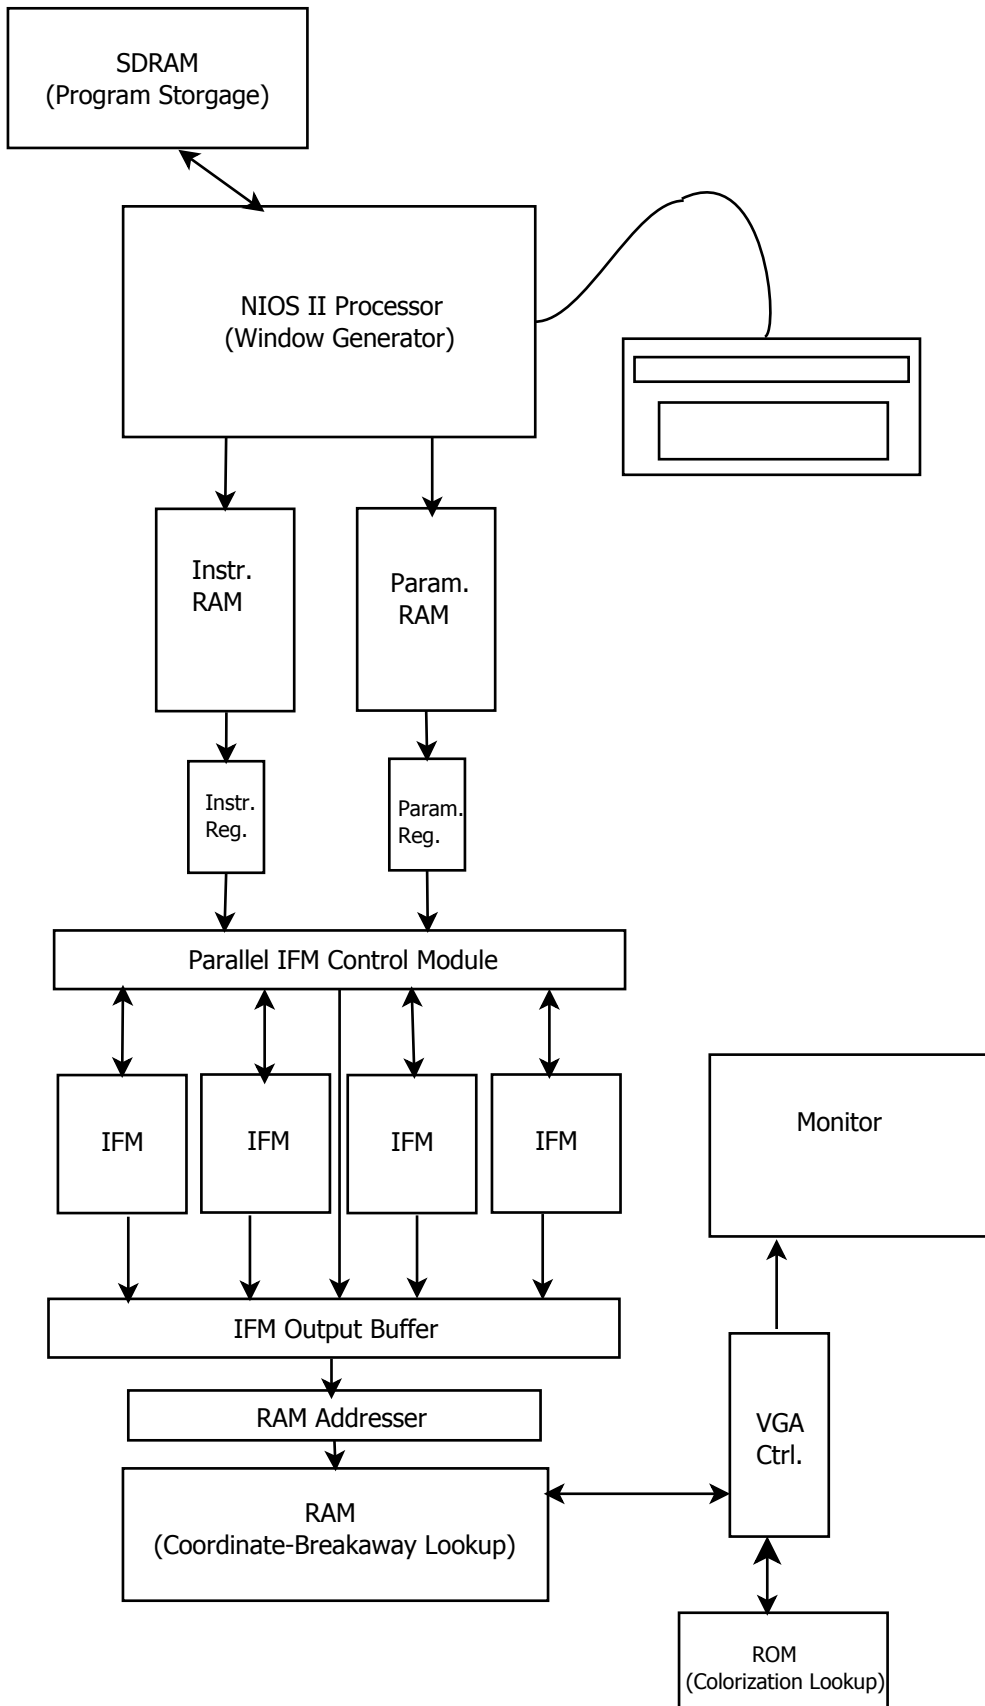 SDRAM
(Program Storgage)
NIOS II Processor
(Window Generator)
Instr.
RAM
Param.
RAM
Instr.
Reg.
Param.
Reg.
Parallel IFM Control Module
IFM
IFM
IFM
IFM
Monitor
IFM Output Buffer
RAM Addresser
VGA
Ctrl.
RAM
(Coordinate-Breakaway Lookup)
ROM
(Colorization Lookup)